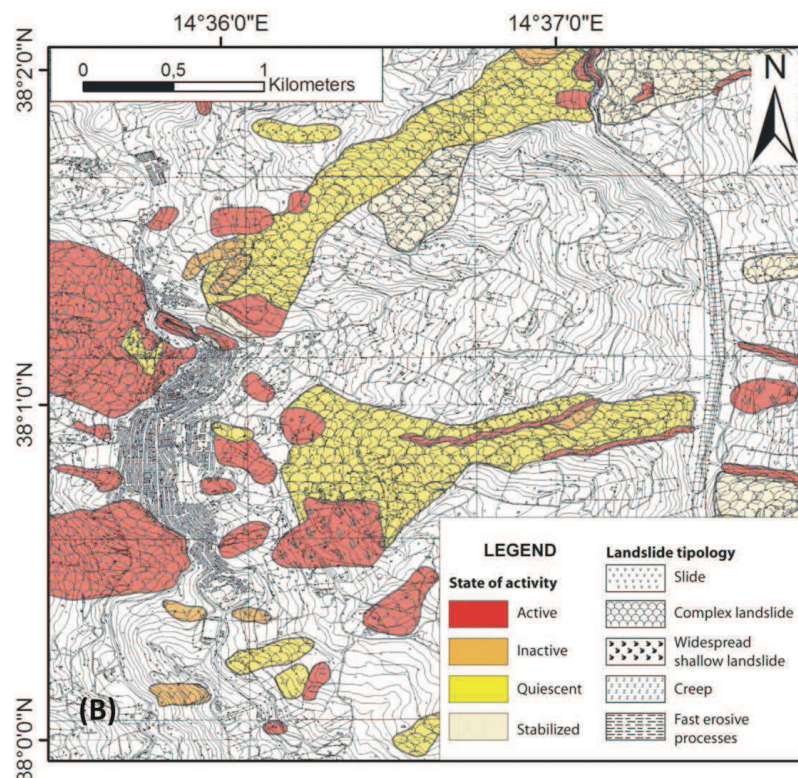 14°36'0"E
14°37'0"E
38°2'0"N
0 0,5 1
Kilometers
N
38°1'0"N
LEGEND
State of activity
Active
Inactive
Quiescent
Stabilized
Landslide tipology
Slide
Complex landslide
Widespread
shallow landslide
Creep
Fast erosive
processes
(B)
38°0'0"N